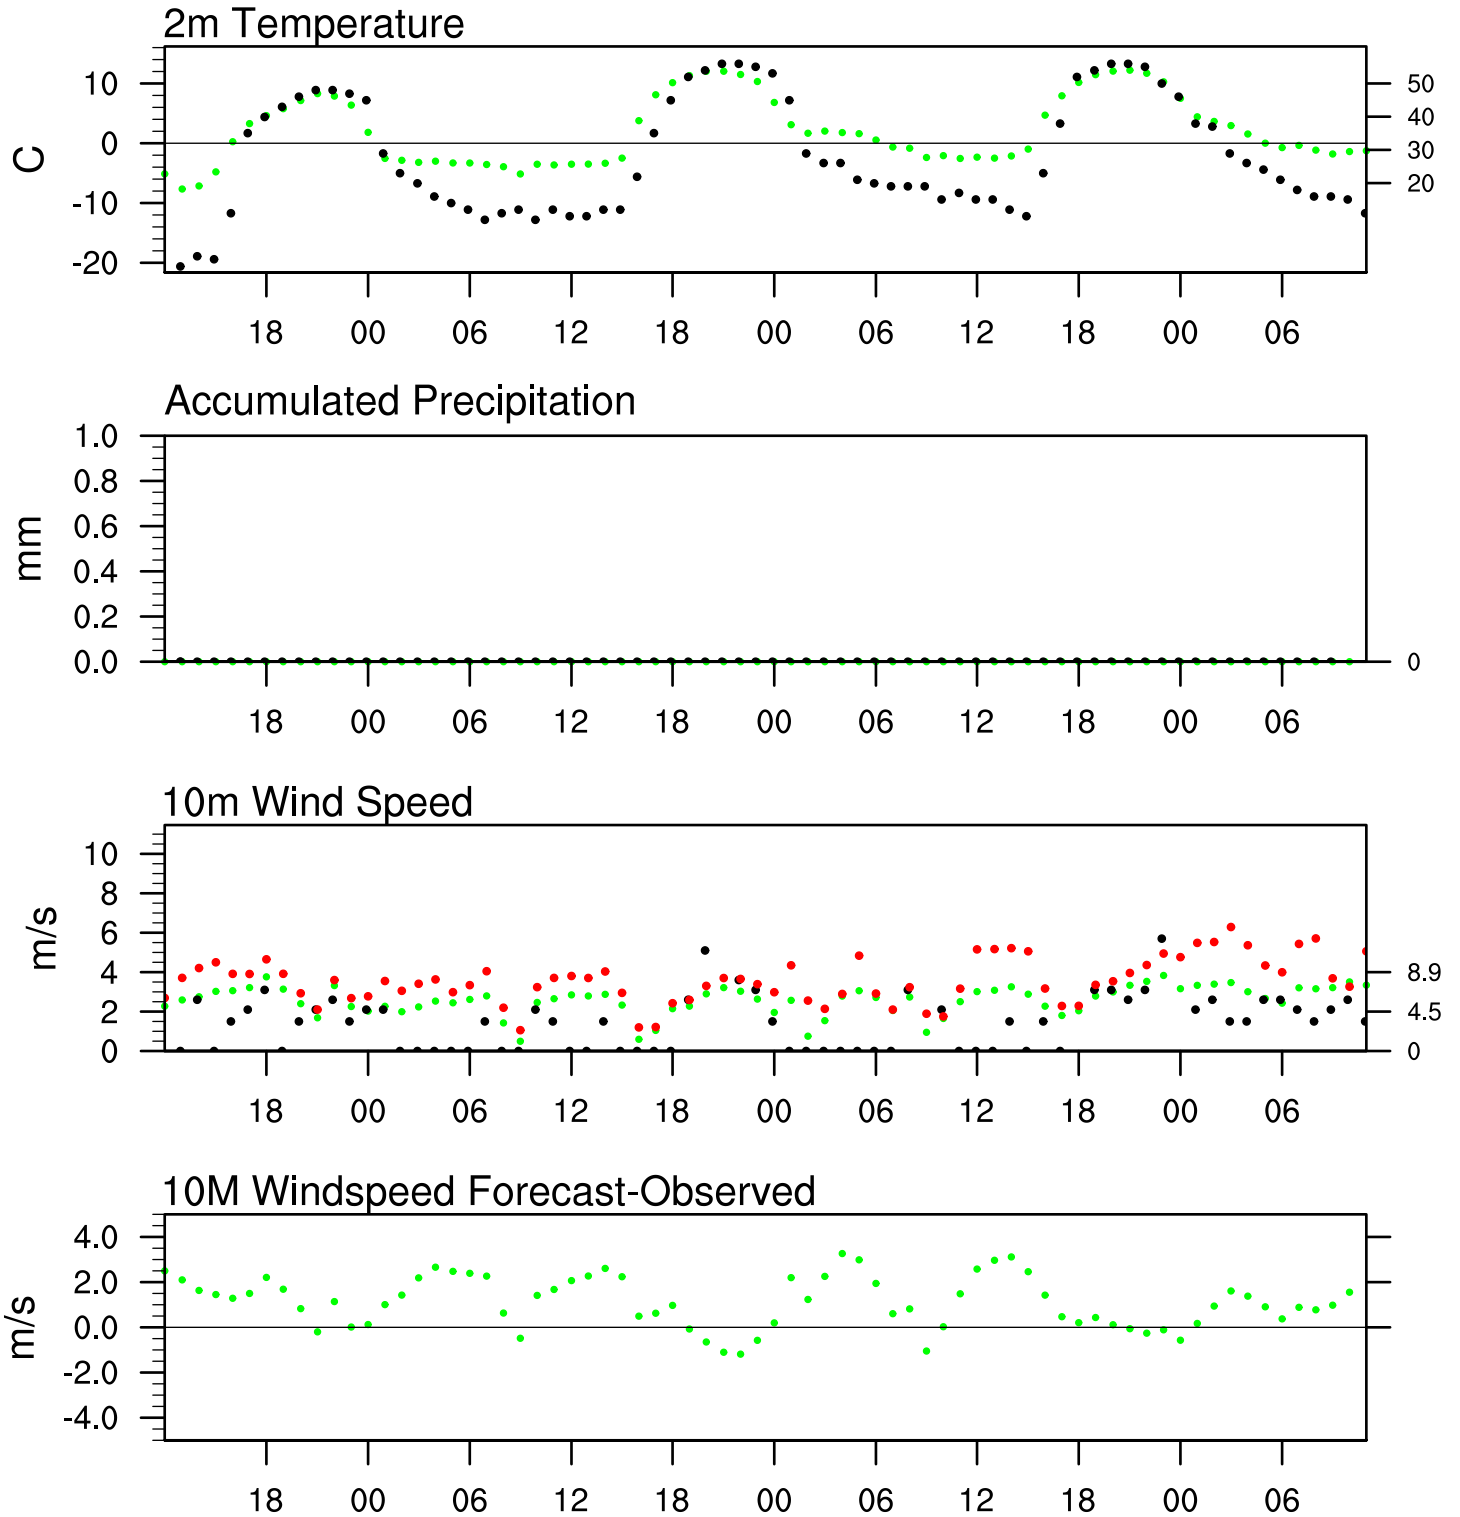 2m Temperature
10
0
-10
-20
C
50
40
30
20
18 00 06 12 18 00 06 12 18 00 06
Accumulated Precipitation
1.0
0.8
0.6
0.4
0.2
0.0
mm
0
18 00 06 12 18 00 06 12 18 00 06
10m Wind Speed
10
8
6
4
2
0
m/s
8.9
4.5
0
18 00 06 12 18 00 06 12 18 00 06
10M Windspeed Forecast-Observed
4.0
2.0
0.0
-2.0
-4.0
m/s
18 00 06 12 18 00 06 12 18 00 06